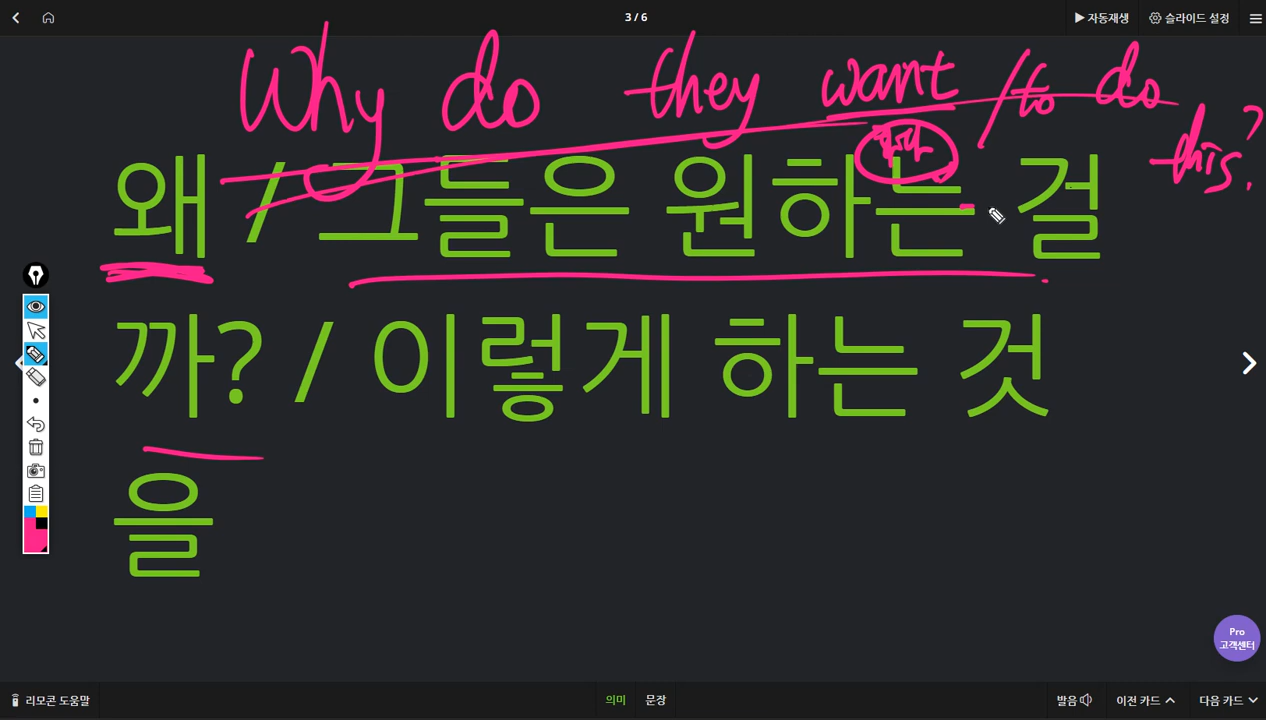 3 / 6
▶ 자동재생
슬라이드 설정
Why do they want / to do
this?
왜 / 그들은 원하는 걸
까? / 이렇게 하는 것
을
Pro
고객센터
리모콘 도움말
의미
문장
발음
이전 카드
다음 카드